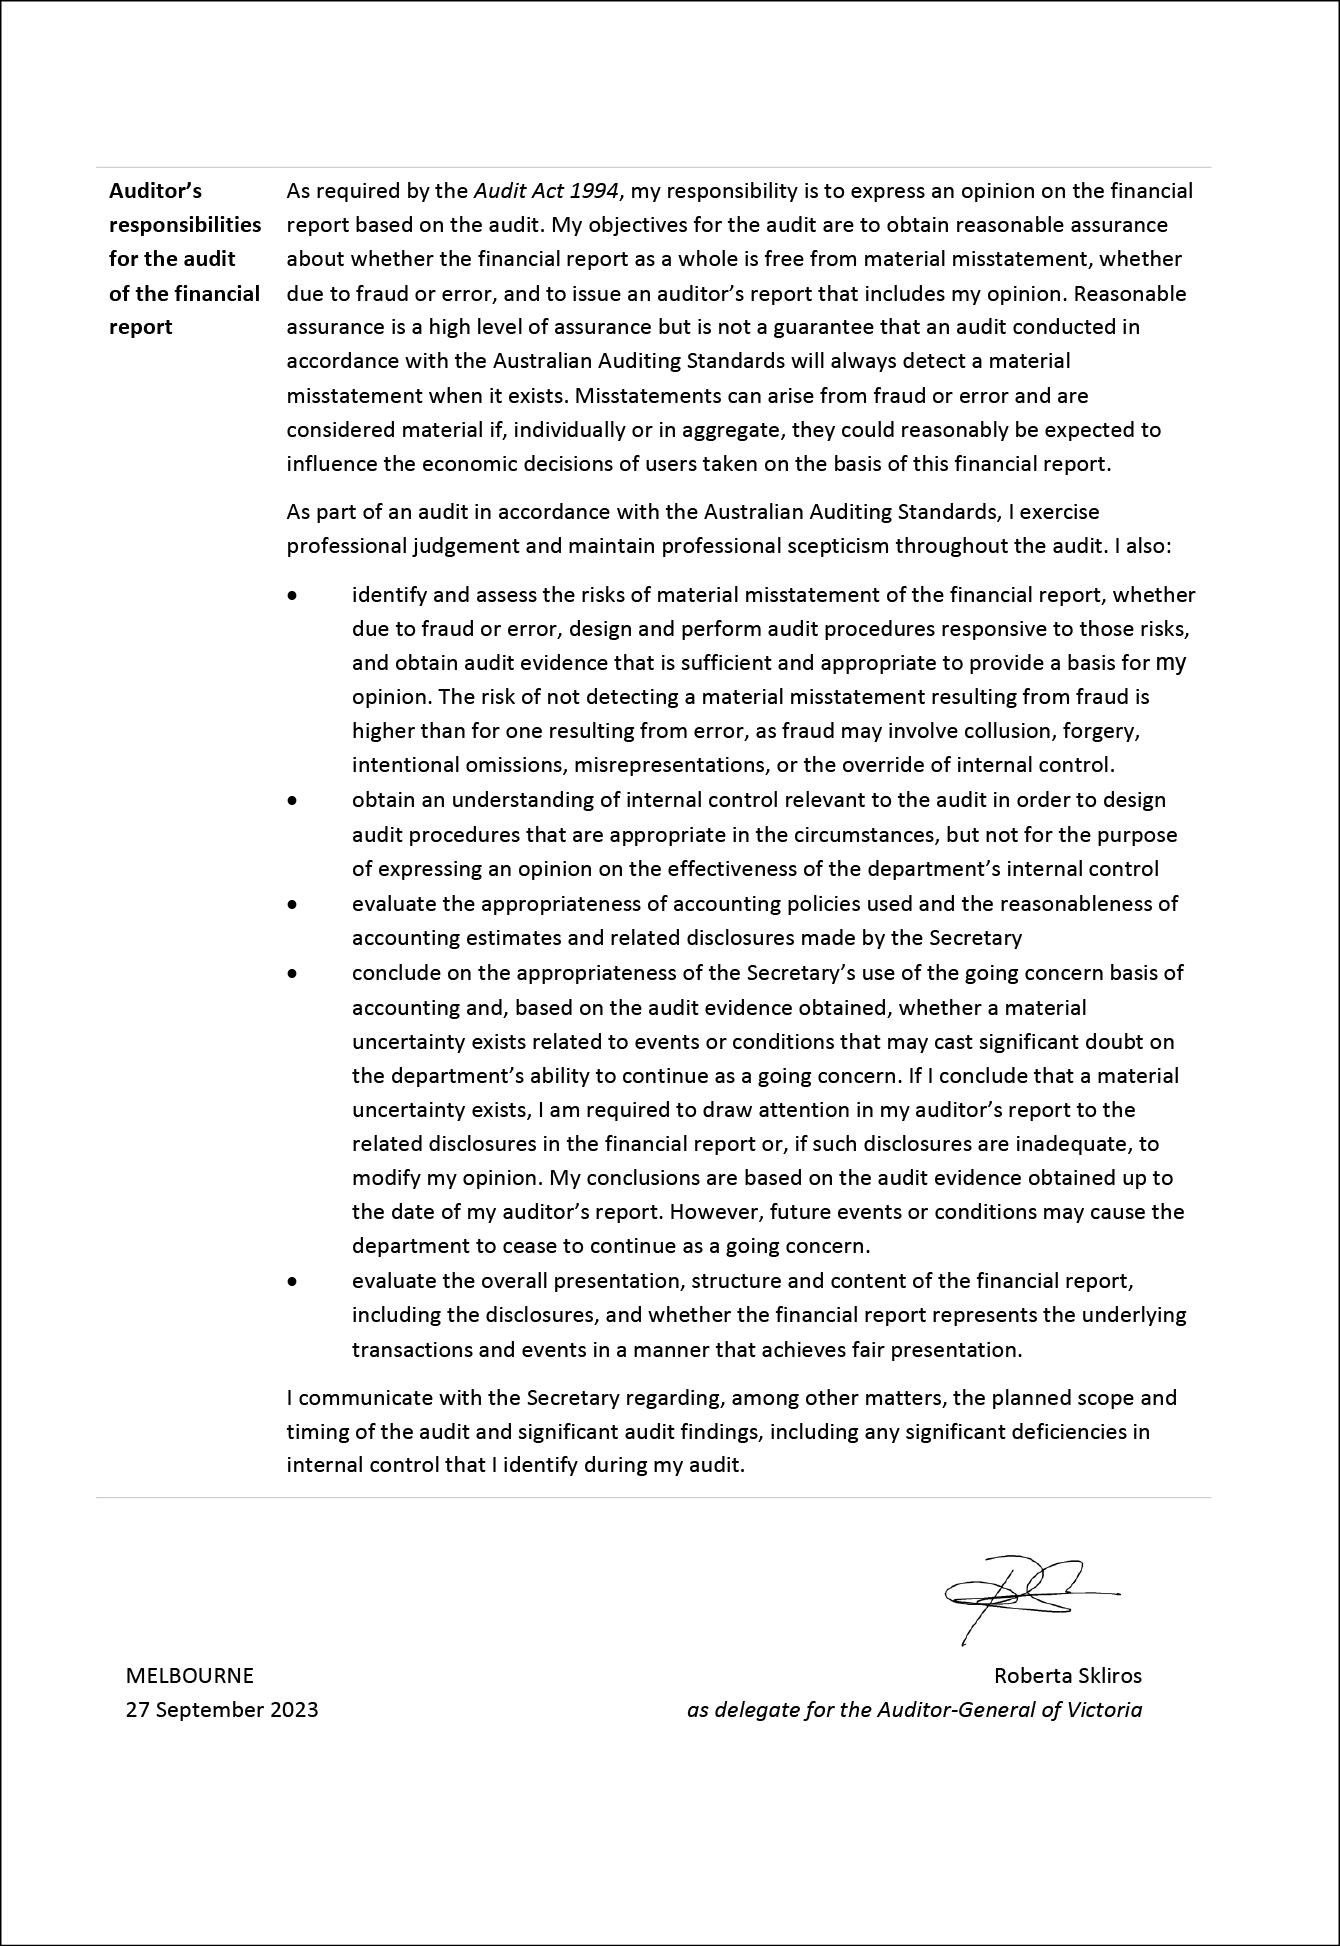 Auditor’s
responsibilities
for the audit
of the financial
report
As required by the Audit Act 1994, my responsibility is to express an opinion on the financial
report based on the audit. My objectives for the audit are to obtain reasonable assurance
about whether the financial report as a whole is free from material misstatement, whether
due to fraud or error, and to issue an auditor’s report that includes my opinion. Reasonable
assurance is a high level of assurance but is not a guarantee that an audit conducted in
accordance with the Australian Auditing Standards will always detect a material
misstatement when it exists. Misstatements can arise from fraud or error and are
considered material if, individually or in aggregate, they could reasonably be expected to
influence the economic decisions of users taken on the basis of this financial report.
As part of an audit in accordance with the Australian Auditing Standards, I exercise
professional judgement and maintain professional scepticism throughout the audit. I also:
• identify and assess the risks of material misstatement of the financial report, whether
due to fraud or error, design and perform audit procedures responsive to those risks,
and obtain audit evidence that is sufficient and appropriate to provide a basis for my
opinion. The risk of not detecting a material misstatement resulting from fraud is
higher than for one resulting from error, as fraud may involve collusion, forgery,
intentional omissions, misrepresentations, or the override of internal control.
• obtain an understanding of internal control relevant to the audit in order to design
audit procedures that are appropriate in the circumstances, but not for the purpose
of expressing an opinion on the effectiveness of the department’s internal control
• evaluate the appropriateness of accounting policies used and the reasonableness of
accounting estimates and related disclosures made by the Secretary
• conclude on the appropriateness of the Secretary’s use of the going concern basis of
accounting and, based on the audit evidence obtained, whether a material
uncertainty exists related to events or conditions that may cast significant doubt on
the department’s ability to continue as a going concern. If I conclude that a material
uncertainty exists, I am required to draw attention in my auditor’s report to the
related disclosures in the financial report or, if such disclosures are inadequate, to
modify my opinion. My conclusions are based on the audit evidence obtained up to
the date of my auditor’s report. However, future events or conditions may cause the
department to cease to continue as a going concern.
• evaluate the overall presentation, structure and content of the financial report,
including the disclosures, and whether the financial report represents the underlying
transactions and events in a manner that achieves fair presentation.
I communicate with the Secretary regarding, among other matters, the planned scope and
timing of the audit and significant audit findings, including any significant deficiencies in
internal control that I identify during my audit.
MELBOURNE
27 September 2023
Roberta Skliros
as delegate for the Auditor-General of Victoria